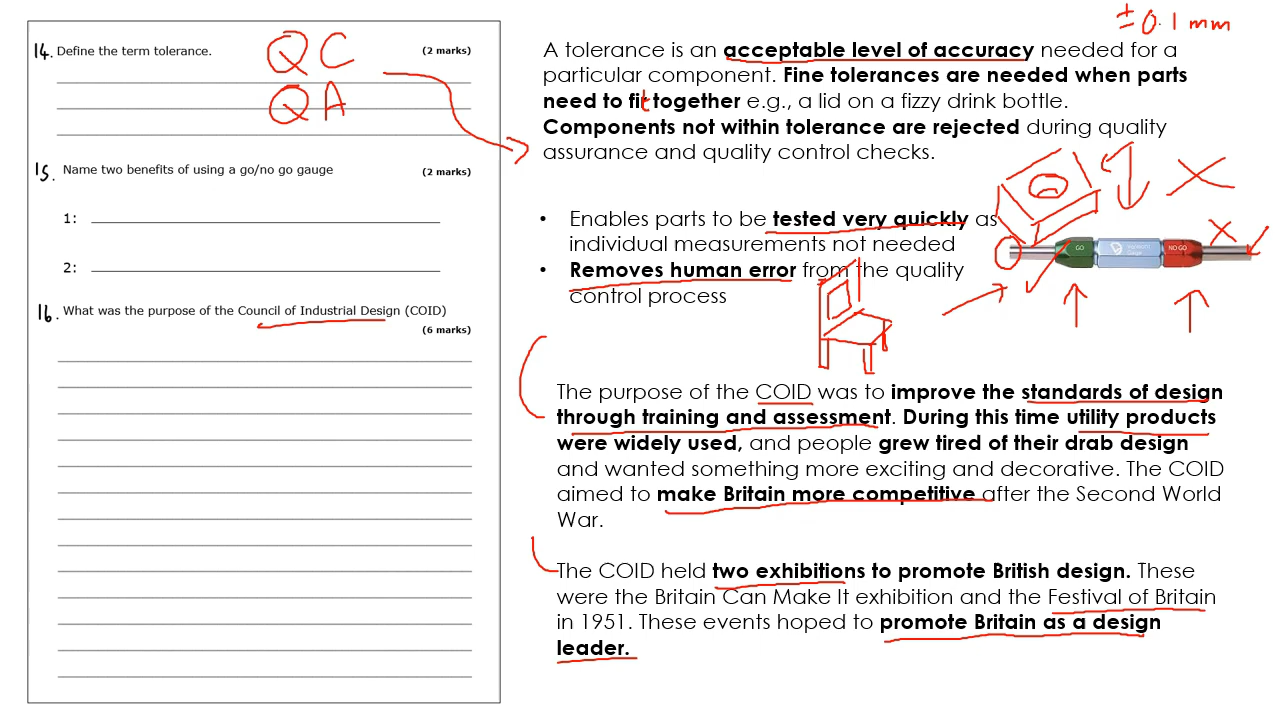 14. Define the term tolerance. (2 marks)
QC
QA
15. Name two benefits of using a go/no go gauge (2 marks)
1:
2:
16. What was the purpose of the Council of Industrial Design (COID)
(6 marks)
± 0.1 mm
A tolerance is an acceptable level of accuracy needed for a
particular component. Fine tolerances are needed when parts
need to fit together e.g., a lid on a fizzy drink bottle.
Components not within tolerance are rejected during quality
assurance and quality control checks.
• Enables parts to be tested very quickly as
individual measurements not needed
• Removes human error from the quality
control process
GO
NO GO
The purpose of the COID was to improve the standards of design
through training and assessment. During this time utility products
were widely used, and people grew tired of their drab design
and wanted something more exciting and decorative. The COID
aimed to make Britain more competitive after the Second World
War.
The COID held two exhibitions to promote British design. These
were the Britain Can Make It exhibition and the Festival of Britain
in 1951. These events hoped to promote Britain as a design
leader.